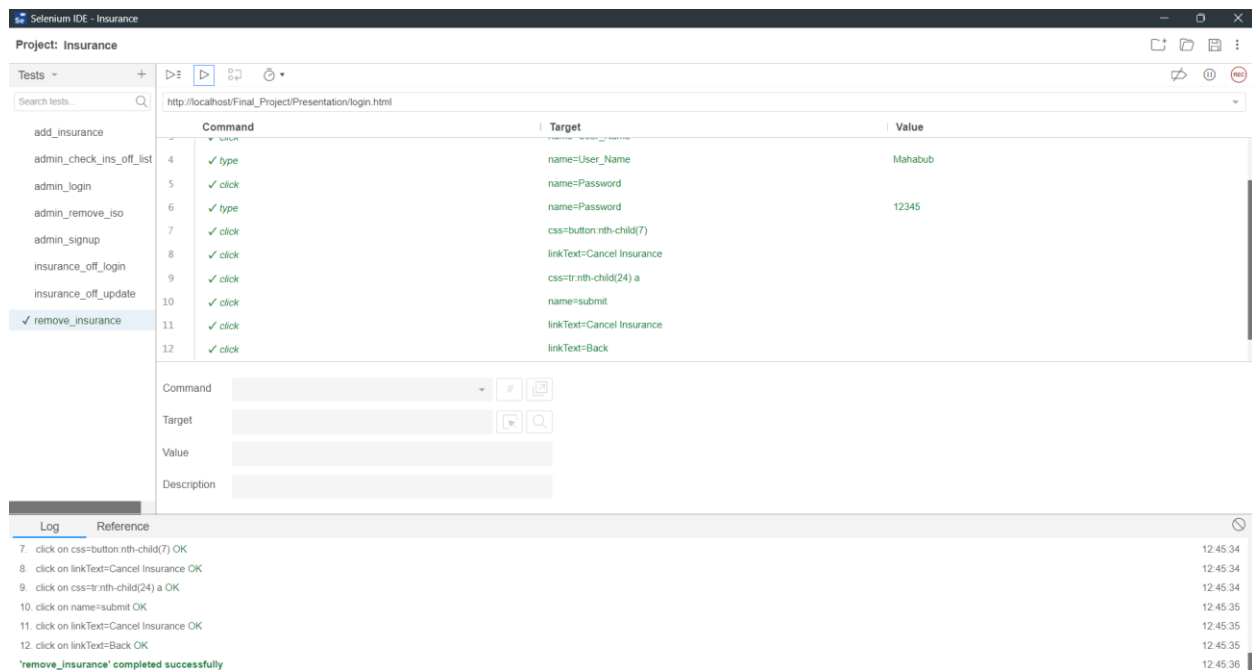 Selenium IDE - Insurance
Project: Insurance
Tests
Search tests...
http://localhost/Final_Project/Presentation/login.html
add_insurance
admin_check_ins_off_list
admin_login
admin_remove_iso
admin_signup
insurance_off_login
insurance_off_update
✓ remove_insurance
REC
Command Target Value
3 ✓ click name=User_Name
4 ✓ type name=User_Name Mahabub
5 ✓ click name=Password
6 ✓ type name=Password 12345
7 ✓ click css=button:nth-child(7)
8 ✓ click linkText=Cancel Insurance
9 ✓ click css=tr:nth-child(24) a
10 ✓ click name=submit
11 ✓ click linkText=Cancel Insurance
12 ✓ click linkText=Back
Command //
Target
Value
Description
Log Reference
7. click on css=button:nth-child(7) OK 12:45:34
8. click on linkText=Cancel Insurance OK 12:45:34
9. click on css=tr:nth-child(24) a OK 12:45:34
10. click on name=submit OK 12:45:35
11. click on linkText=Cancel Insurance OK 12:45:35
12. click on linkText=Back OK 12:45:35
'remove_insurance' completed successfully 12:45:36